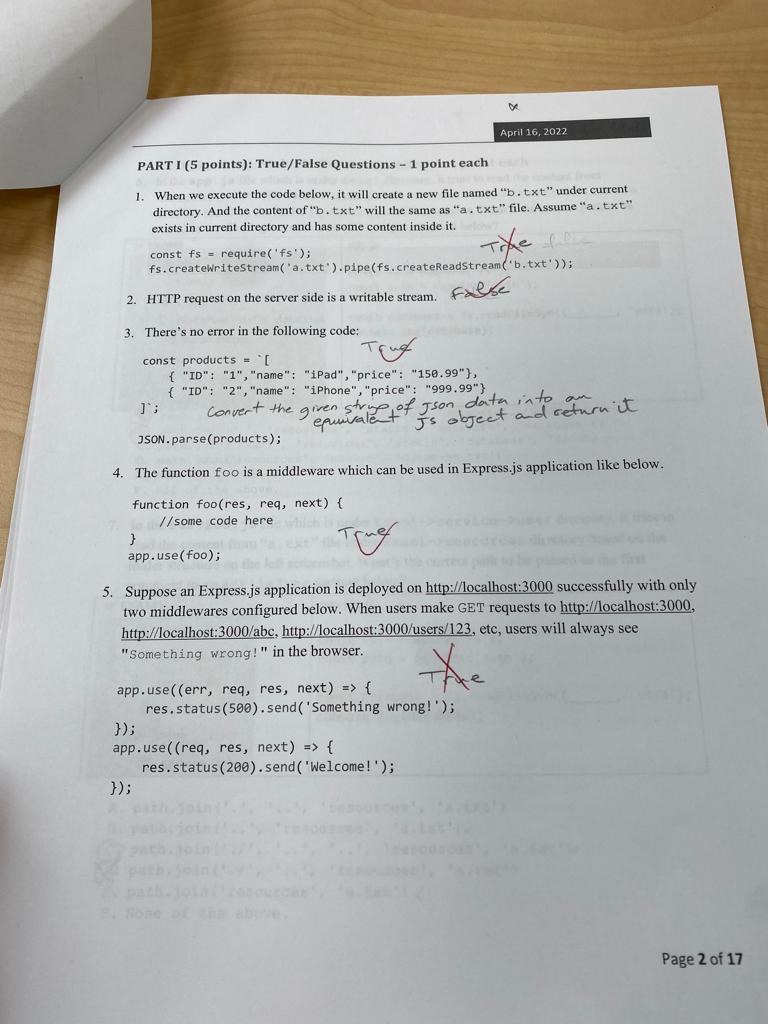 April 16, 2022
PART I (5 points): True/False Questions – 1 point each
1. When we execute the code below, it will create a new file named "b.txt" under current
directory. And the content of "b.txt" will the same as "a.txt" file. Assume "a.txt"
exists in current directory and has some content inside it.
True
const fs = require('fs');
fs.createWriteStream('a.txt').pipe(fs.createReadStream('b.txt'));
2. HTTP request on the server side is a writable stream. False
3. There's no error in the following code:
True
const products = `[
{ "ID": "1","name": "iPad","price": "150.99"},
{ "ID": "2","name": "iPhone","price": "999.99"}
]`; Convert the given of Json data into an
equivalent Js object and return it
JSON.parse(products);
4. The function foo is a middleware which can be used in Express.js application like below.
function foo(res, req, next) {
//some code here
} True
app.use(foo);
5. Suppose an Express.js application is deployed on http://localhost:3000 successfully with only
two middlewares configured below. When users make GET requests to http://localhost:3000,
http://localhost:3000/abc, http://localhost:3000/users/123, etc, users will always see
"Something wrong!" in the browser.
True
app.use((err, req, res, next) => {
res.status(500).send('Something wrong!');
});
app.use((req, res, next) => {
res.status(200).send('Welcome!');
});
Page 2 of 17